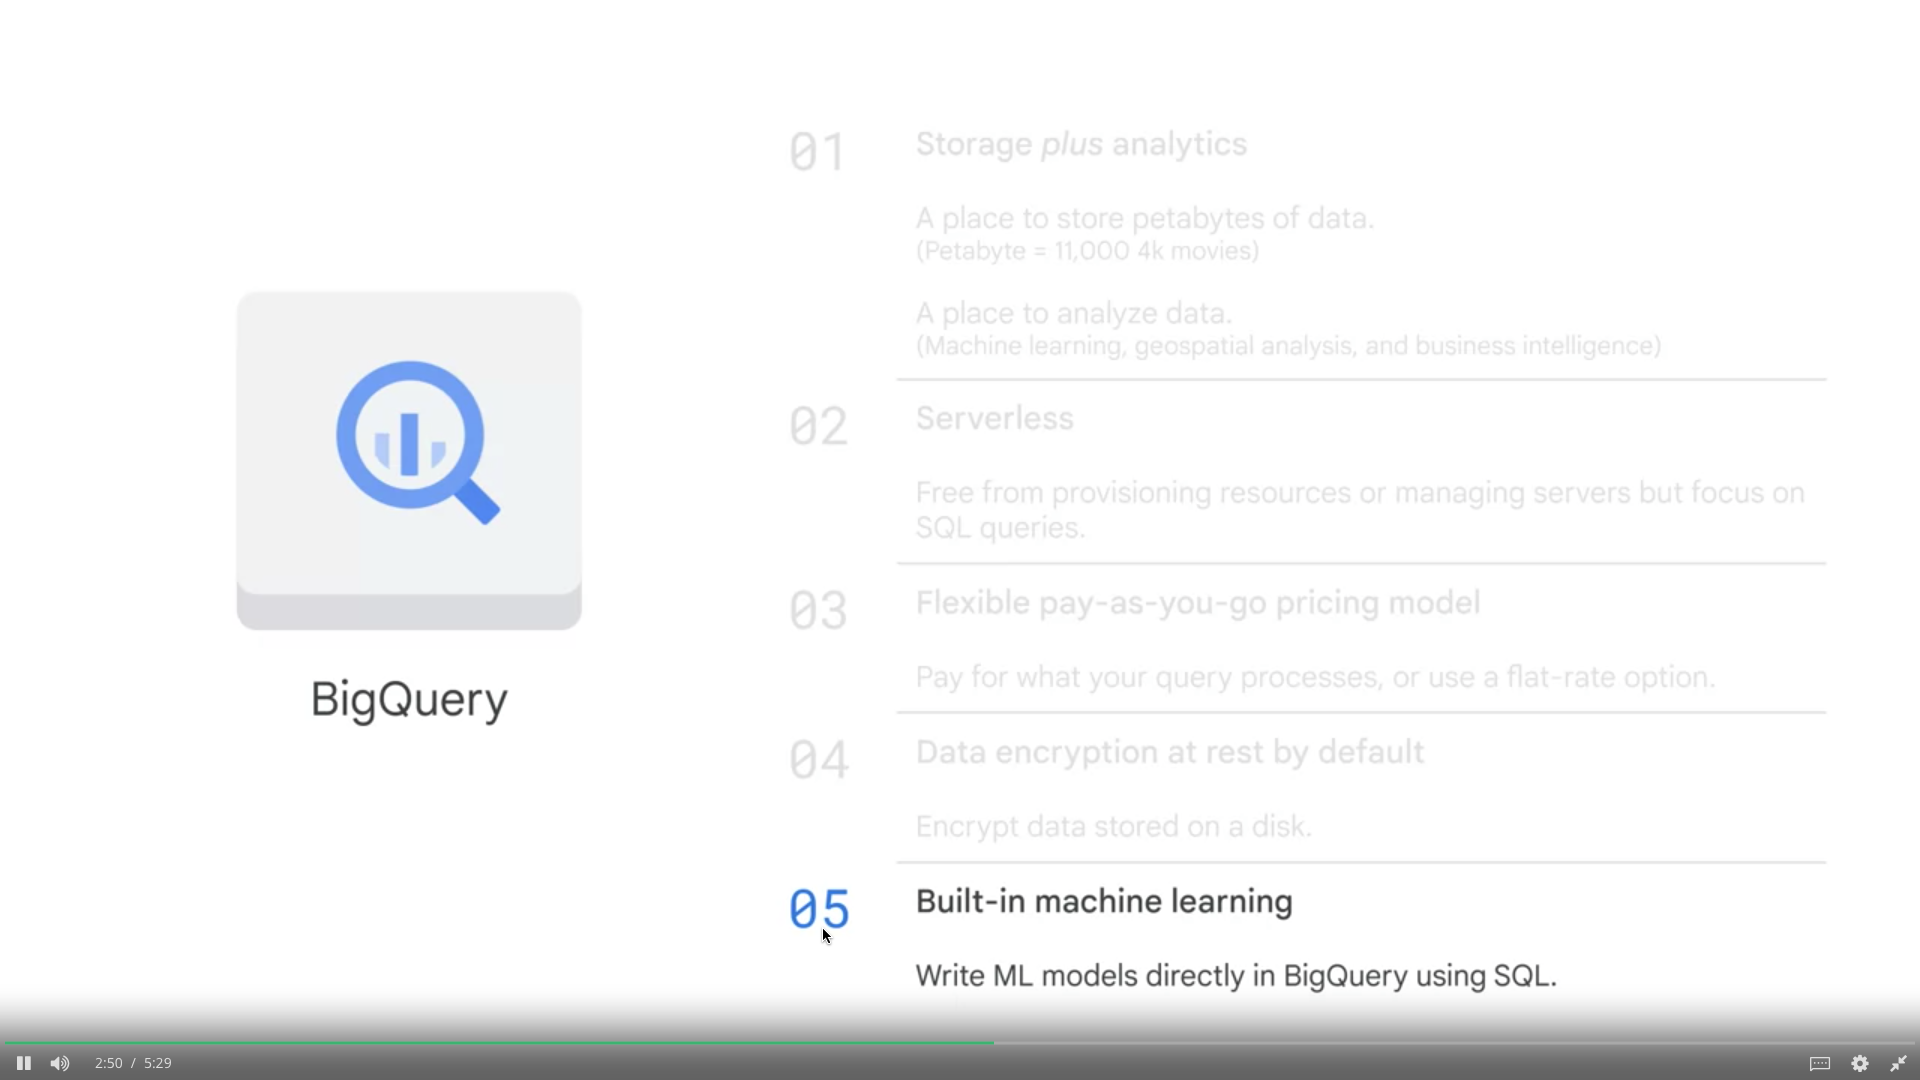 01
Storage plus analytics
A place to store petabytes of data.
(Petabyte = 11,000 4k movies)
A place to analyze data.
(Machine learning, geospatial analysis, and business intelligence)
02
Serverless
Free from provisioning resources or managing servers but focus on
SQL queries.
03
Flexible pay-as-you-go pricing model
Pay for what your query processes, or use a flat-rate option.
BigQuery
04
Data encryption at rest by default
Encrypt data stored on a disk.
05
Built-in machine learning
Write ML models directly in BigQuery using SQL.
2:50 / 5:29